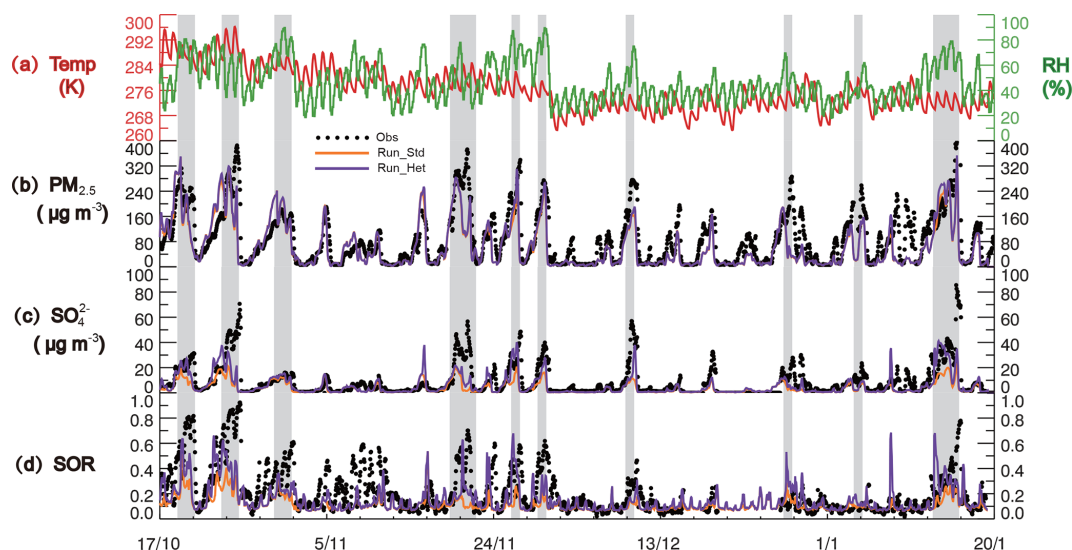 300 100
292 80
(a) Temp 284 60 RH
(K) 276 40 (%)
268 20
260 0
Obs
Run_Std
Run_Het
400 400
320 320
(b) PM2.5 240 240
(μg m-3) 160 160
80 80
0 0
100 100
80 80
(c) SO42- 60 60
(μg m-3) 40 40
20 20
0 0
1.0 1.0
0.8 0.8
0.6 0.6
(d) SOR 0.4 0.4
0.2 0.2
0.0 0.0
17/10 5/11 24/11 13/12 1/1 20/1